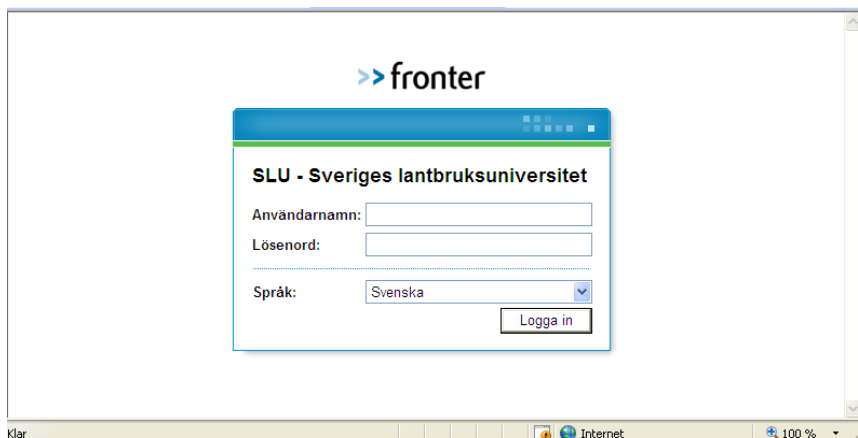 >> fronter
SLU - Sveriges lantbruksuniversitet
Användarnamn:
Lösenord:
Språk: Svenska
Logga in
Klar Internet 100 %